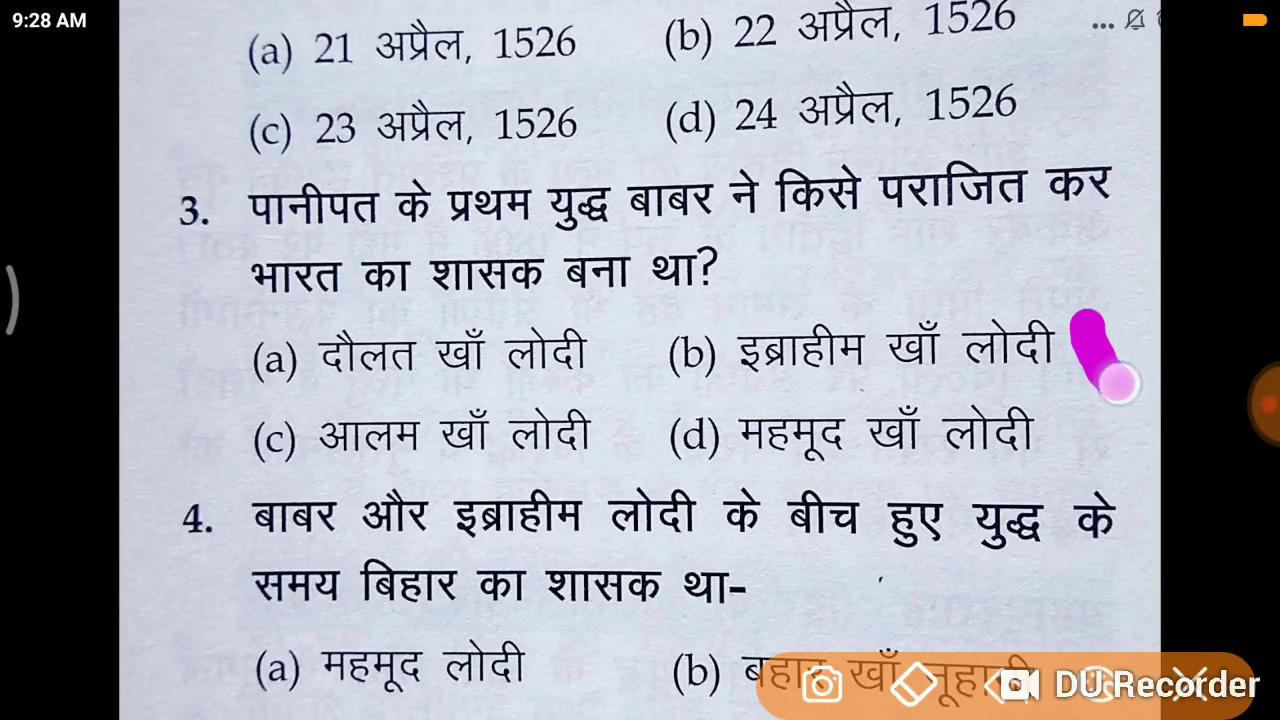 9:28 AM
(a) 21 अप्रैल, 1526 (b) 22 अप्रैल, 1526
(c) 23 अप्रैल, 1526 (d) 24 अप्रैल, 1526
3. पानीपत के प्रथम युद्ध बाबर ने किसे पराजित कर
भारत का शासक बना था?
(a) दौलत खाँ लोदी (b) इब्राहीम खाँ लोदी
(c) आलम खाँ लोदी (d) महमूद खाँ लोदी
4. बाबर और इब्राहीम लोदी के बीच हुए युद्ध के
समय बिहार का शासक था-
(a) महमूद लोदी (b) बहार खाँ नूहानी
DU Recorder